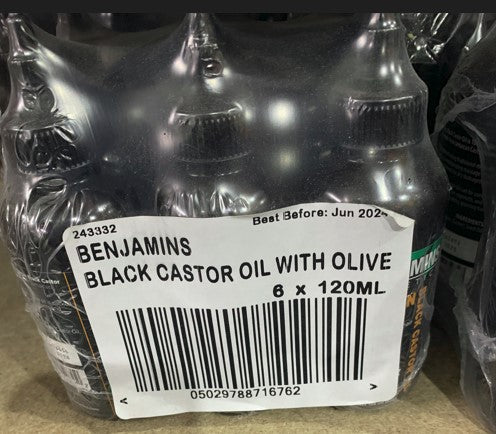 243332
Best Before: Jun 2024
BENJAMINS
BLACK CASTOR OIL WITH OLIVE
6 x 120ML
05029788716762
< >